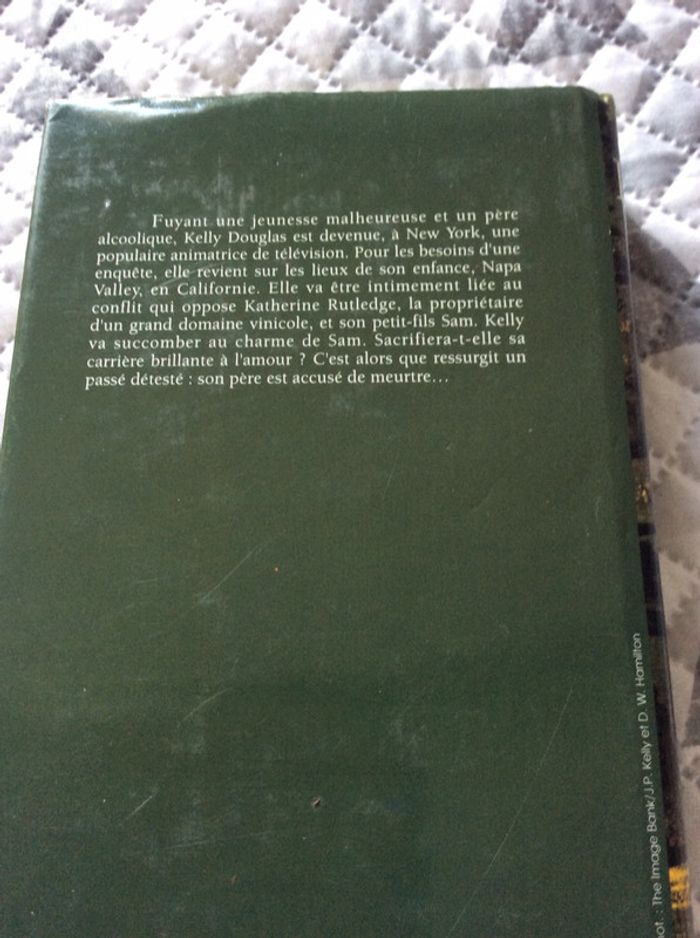 Fuyant une jeunesse malheureuse et un père
alcoolique, Kelly Douglas est devenue, à New York, une
populaire animatrice de télévision. Pour les besoins d'une
enquête, elle revient sur les lieux de son enfance, Napa
Valley, en Californie. Elle va être intimement liée au
conflit qui oppose Katherine Rutledge, la propriétaire
d'un grand domaine vinicole, et son petit-fils Sam. Kelly
va succomber au charme de Sam. Sacrifiera-t-elle sa
carrière brillante à l'amour ? C'est alors que ressurgit un
passé détesté : son père est accusé de meurtre...
: The Image Bank/J.P. Kelly et D. W. Hamilton